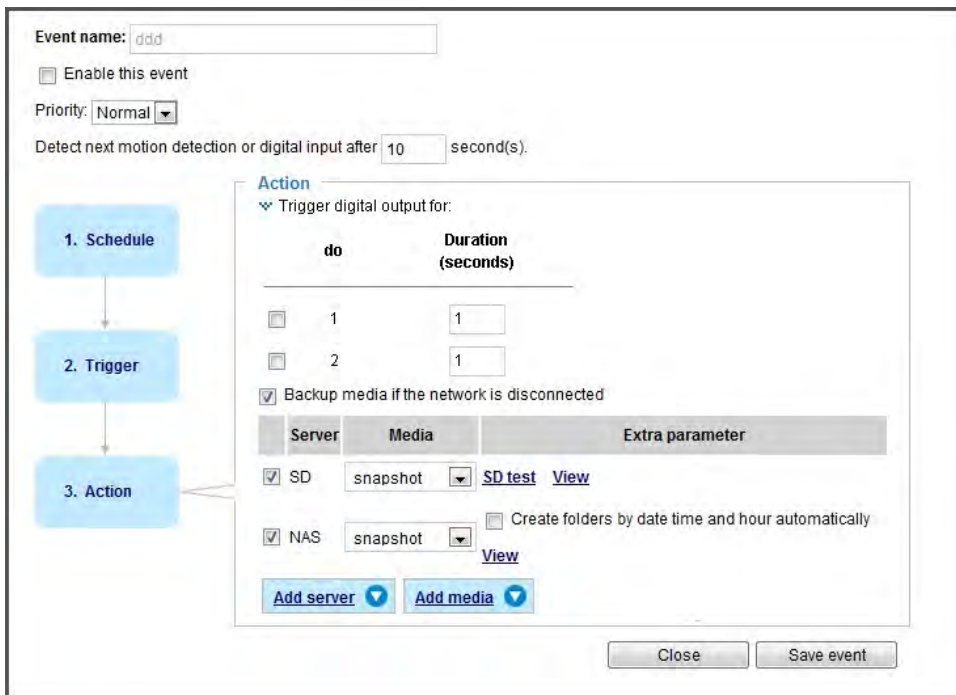 Event name: ddd
Enable this event
Priority: Normal
Detect next motion detection or digital input after 10 second(s).
Action
Trigger digital output for:
do Duration (seconds)
1 1
2 1
Backup media if the network is disconnected
Server Media Extra parameter
SD snapshot SD test View
NAS snapshot Create folders by date time and hour automatically
View
Add server Add media
1. Schedule
2. Trigger
3. Action
Close Save event